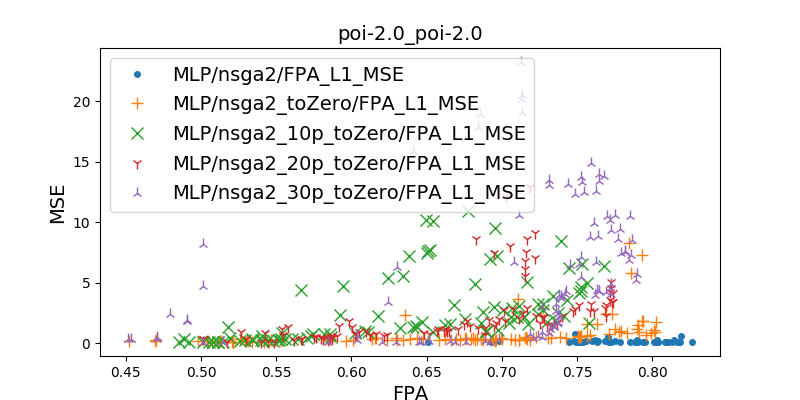 poi-2.0_poi-2.0
MLP/nsga2/FPA_L1_MSE
MLP/nsga2_toZero/FPA_L1_MSE
MLP/nsga2_10p_toZero/FPA_L1_MSE
MLP/nsga2_20p_toZero/FPA_L1_MSE
MLP/nsga2_30p_toZero/FPA_L1_MSE
MSE
20
15
10
5
0
0.45 0.50 0.55 0.60 0.65 0.70 0.75 0.80
FPA